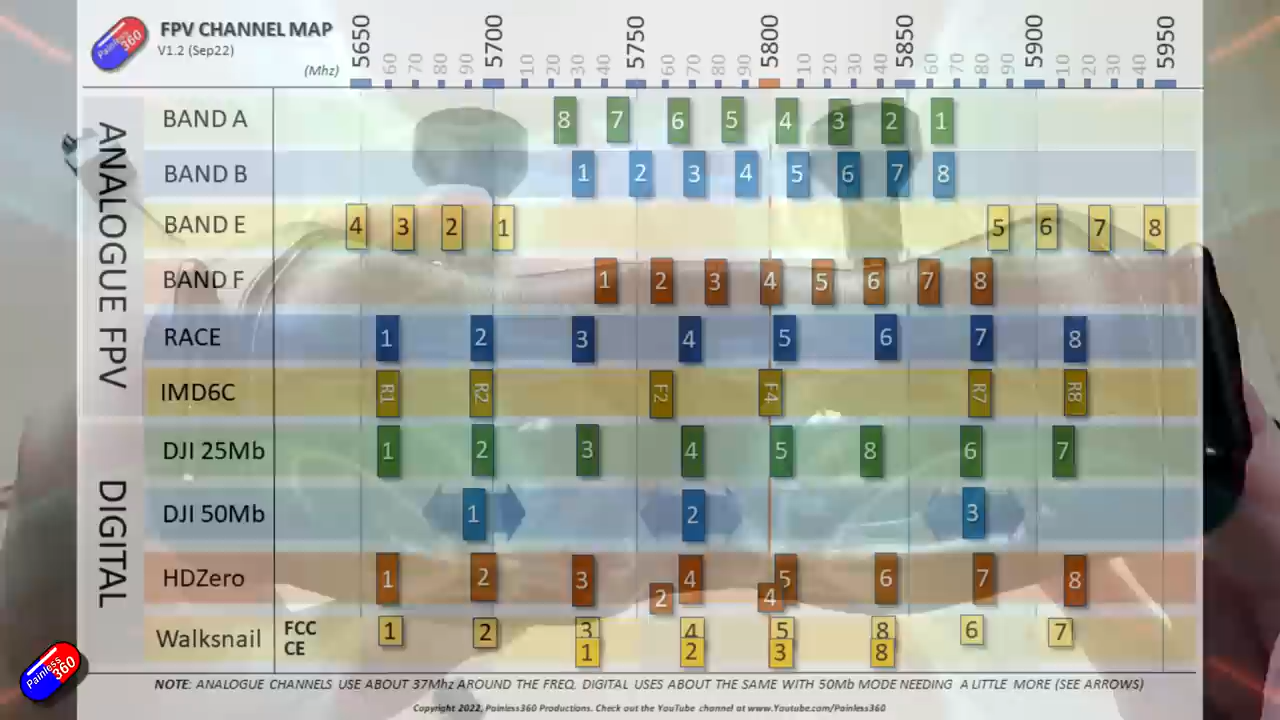 Painless360
FPV CHANNEL MAP
V1.2 (Sep22)
(Mhz)
5650 60 70 80 90 5700 10 20 30 40 5750 60 70 80 90 5800 10 20 30 40 5850 60 70 80 90 5900 10 20 30 40 5950
ANALOGUE FPV
BAND A 8 7 6 5 4 3 2 1
BAND B 1 2 3 4 5 6 7 8
BAND E 4 3 2 1 5 6 7 8
BAND F 1 2 3 4 5 6 7 8
RACE 1 2 3 4 5 6 7 8
IMD6C R1 R2 F2 F4 R7 R8
DIGITAL
DJI 25Mb 1 2 3 4 5 8 6 7
DJI 50Mb 1 2 3
HDZero 1 2 3 4 5 6 7 8
2 4
Walksnail FCC 1 2 3 4 5 8 6 7
CE 1 2 3 8
NOTE: ANALOGUE CHANNELS USE ABOUT 37Mhz AROUND THE FREQ. DIGITAL USES ABOUT THE SAME WITH 50Mb MODE NEEDING A LITTLE MORE (SEE ARROWS)
Copyright 2022, Painless360 Productions. Check out the YouTube channel at www.Youtube.com/Painless360
Painless360